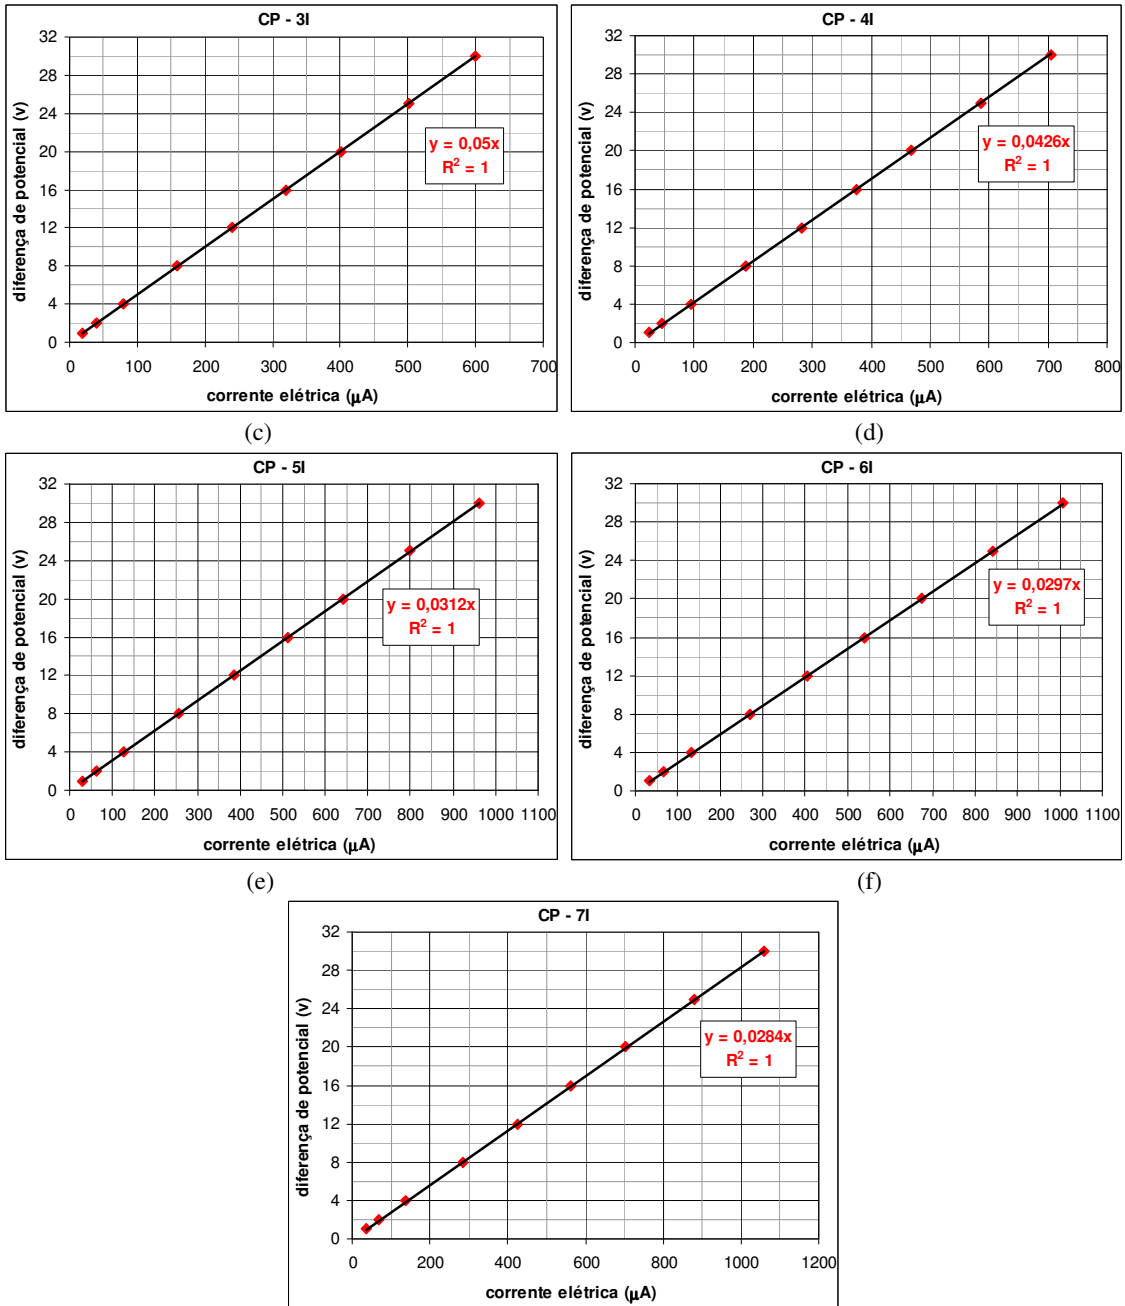 CP - 3I
diferença de potencial (v)
32
28
24
20
16
12
8
4
0
y = 0,05x
R² = 1
0 100 200 300 400 500 600 700
corrente elétrica (µA)
(c)
CP - 4I
diferença de potencial (v)
32
28
24
20
16
12
8
4
0
y = 0,0426x
R² = 1
0 100 200 300 400 500 600 700 800
corrente elétrica (µA)
(d)
CP - 5I
diferença de potencial (v)
32
28
24
20
16
12
8
4
0
y = 0,0312x
R² = 1
0 100 200 300 400 500 600 700 800 900 1000 1100
corrente elétrica (µA)
(e)
CP - 6I
diferença de potencial (v)
32
28
24
20
16
12
8
4
0
y = 0,0297x
R² = 1
0 100 200 300 400 500 600 700 800 900 1000 1100
corrente elétrica (µA)
(f)
CP - 7I
diferença de potencial (v)
32
28
24
20
16
12
8
4
0
y = 0,0284x
R² = 1
0 200 400 600 800 1000 1200
corrente elétrica (µA)